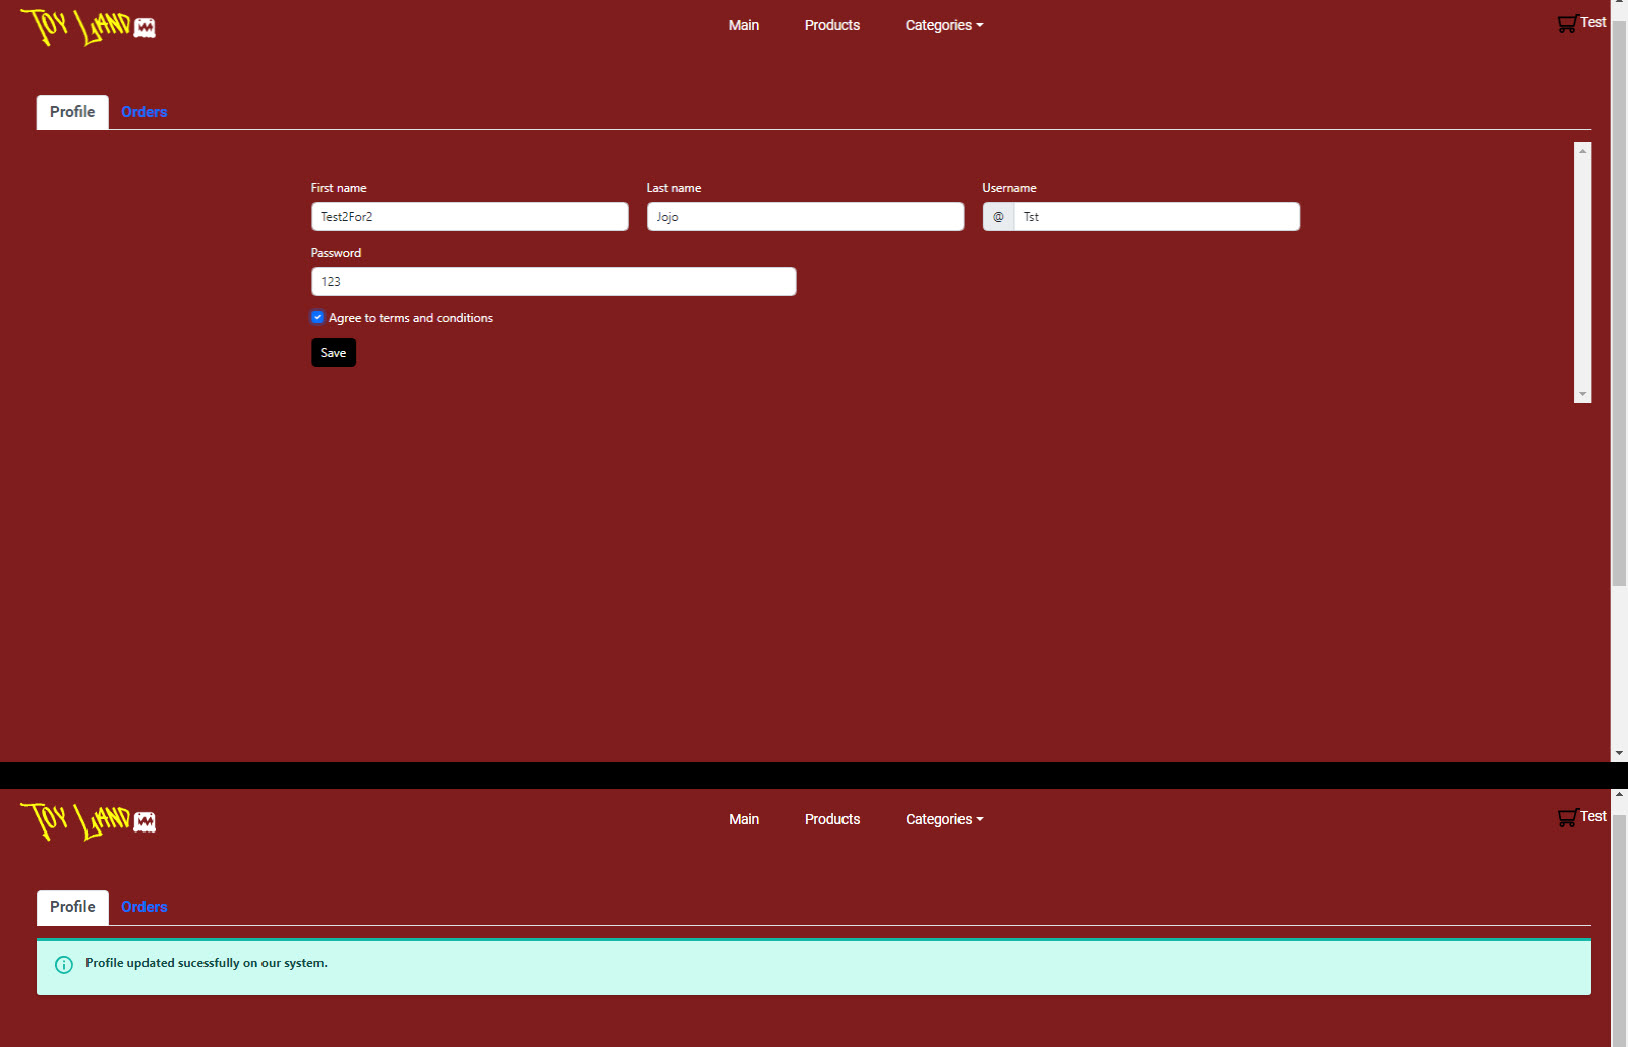 Toy Land
Main Products Categories
Test
Profile Orders
First name Last name Username
Test2For2 Jojo @ Tst
Password
123
Agree to terms and conditions
Save
Toy Land
Main Products Categories
Test
Profile Orders
Profile updated sucessfully on our system.